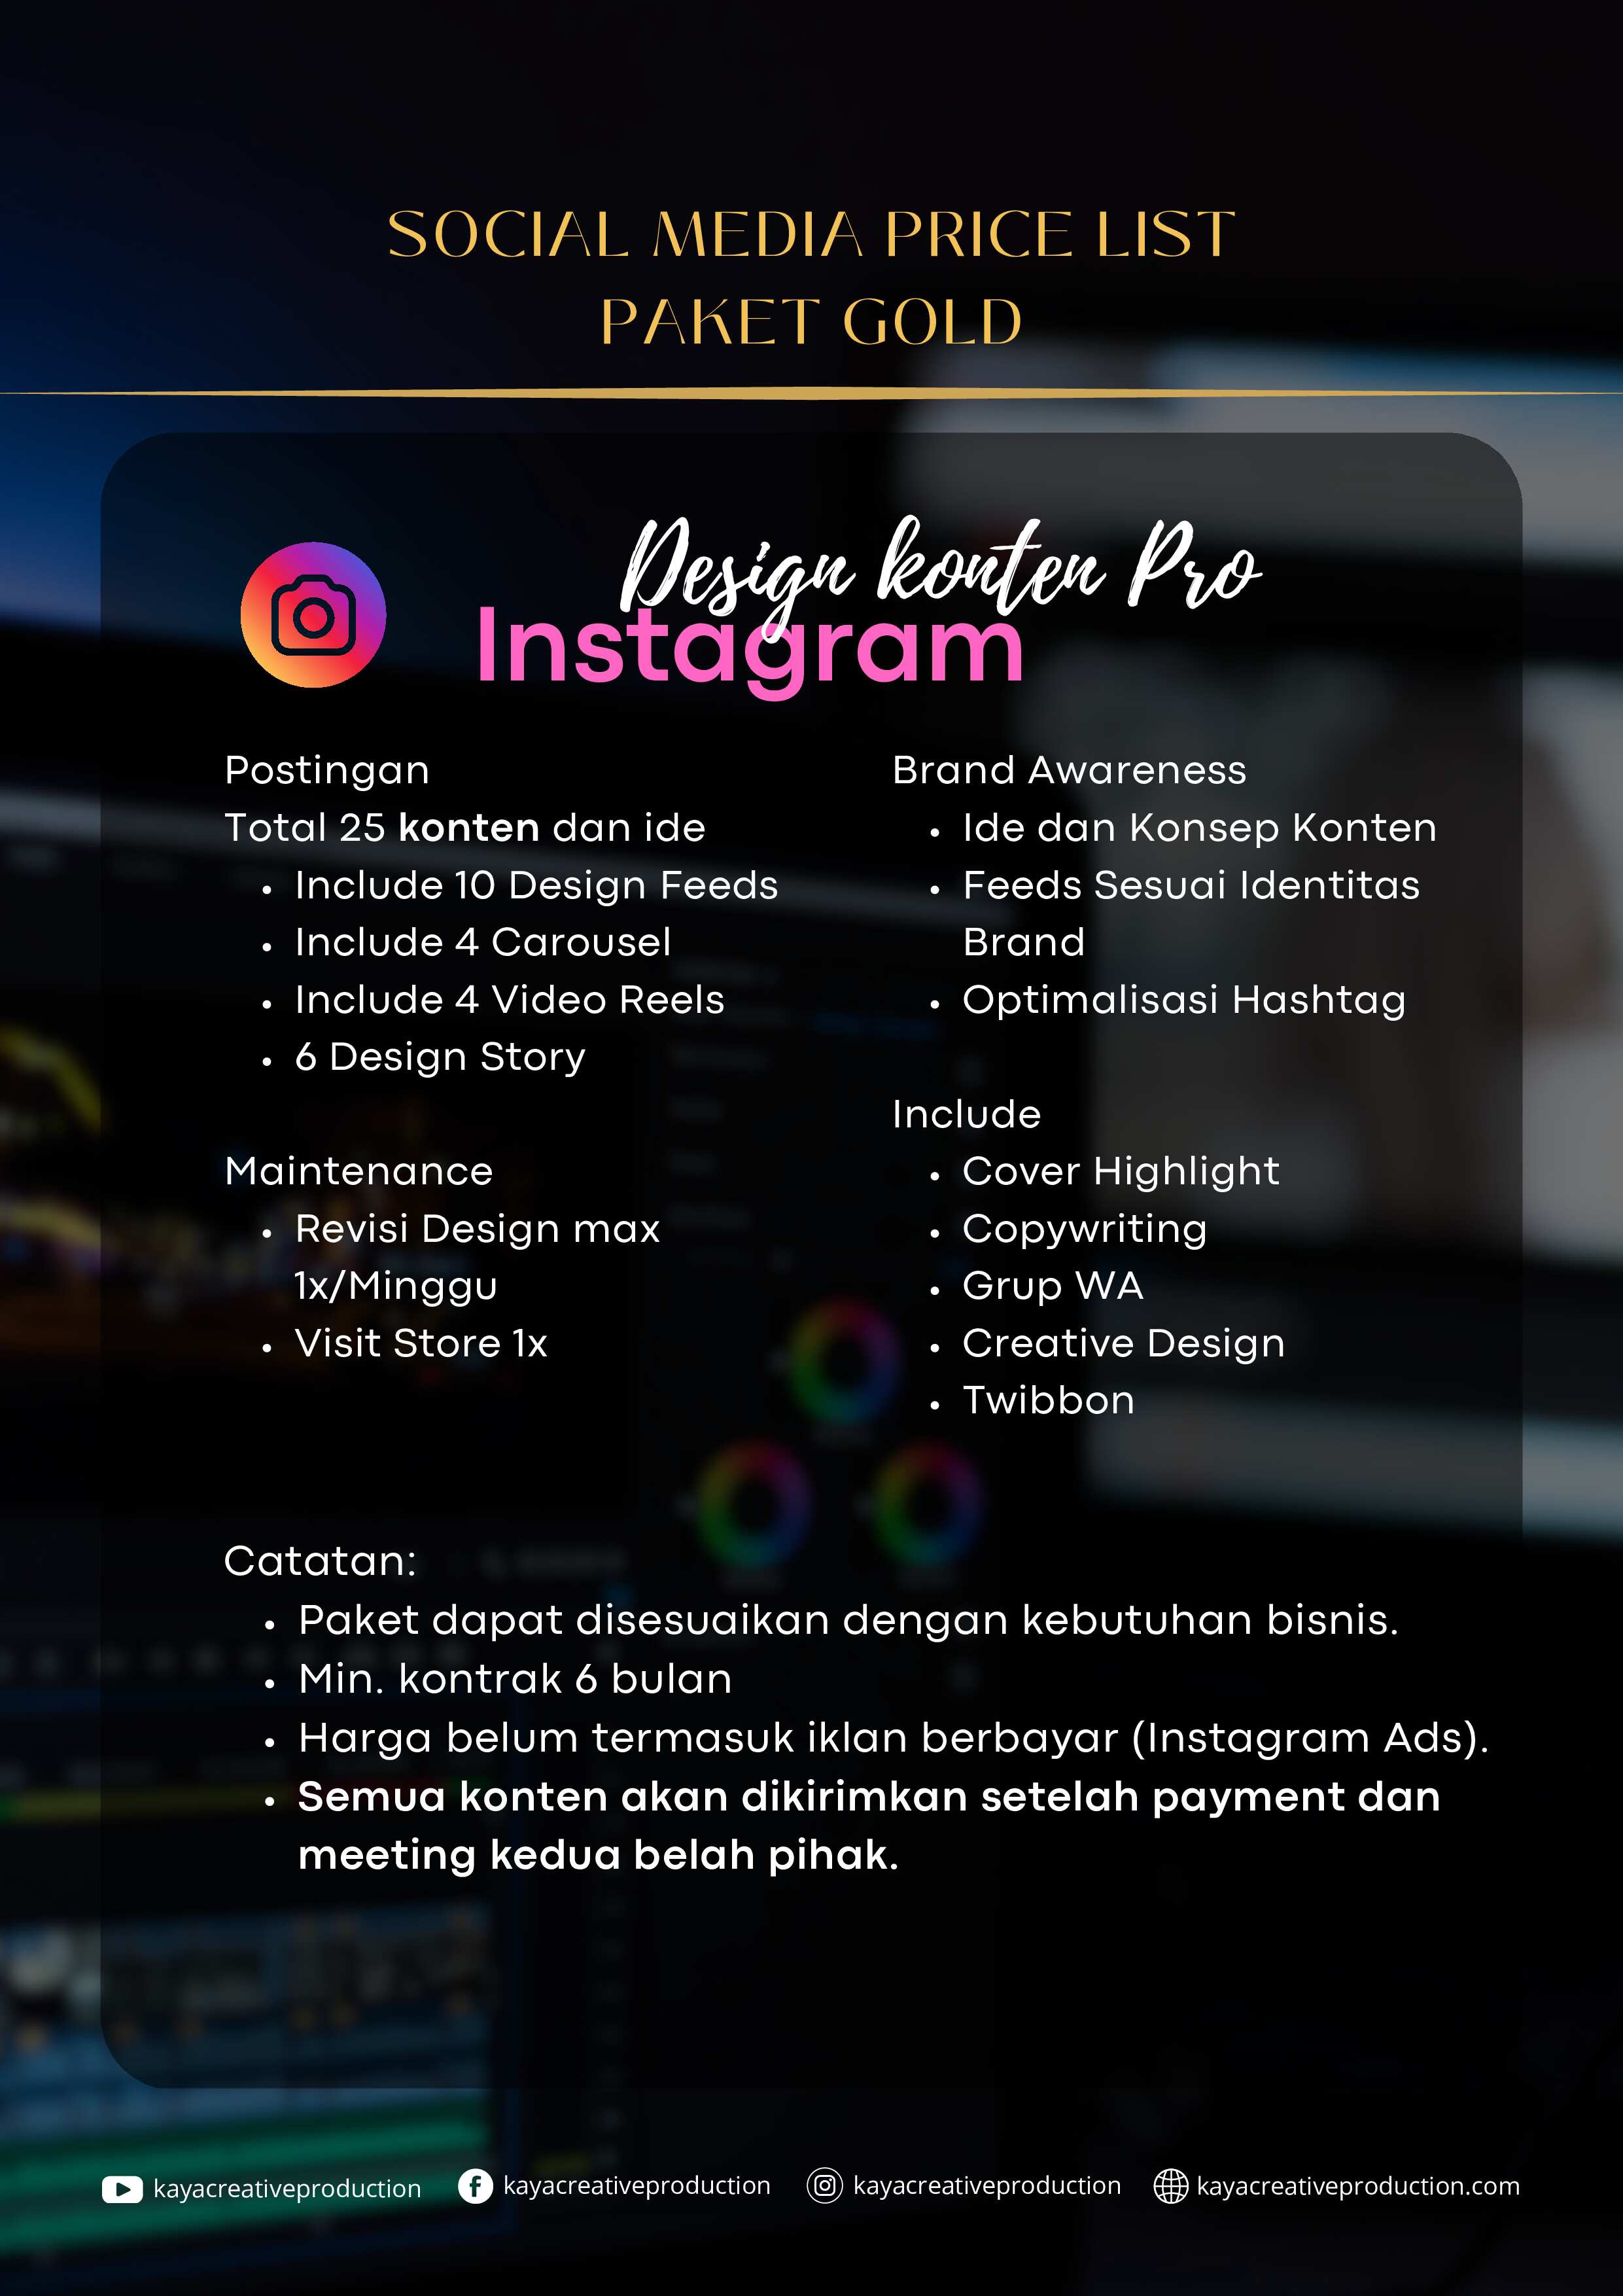 SOCIAL MEDIA PRICE LIST
PAKET GOLD
Design konten Pro
Instagram
Postingan
Total 25 konten dan ide
• Include 10 Design Feeds
• Include 4 Carousel
• Include 4 Video Reels
• 6 Design Story
Maintenance
• Revisi Design max
1x/Minggu
• Visit Store 1x
Brand Awareness
• Ide dan Konsep Konten
• Feeds Sesuai Identitas
Brand
• Optimalisasi Hashtag
Include
• Cover Highlight
• Copywriting
• Grup WA
• Creative Design
• Twibbon
Catatan:
• Paket dapat disesuaikan dengan kebutuhan bisnis.
• Min. kontrak 6 bulan
• Harga belum termasuk iklan berbayar (Instagram Ads).
• Semua konten akan dikirimkan setelah payment dan
meeting kedua belah pihak.
kayacreativeproduction kayacreativeproduction kayacreativeproduction kayacreativeproduction.com